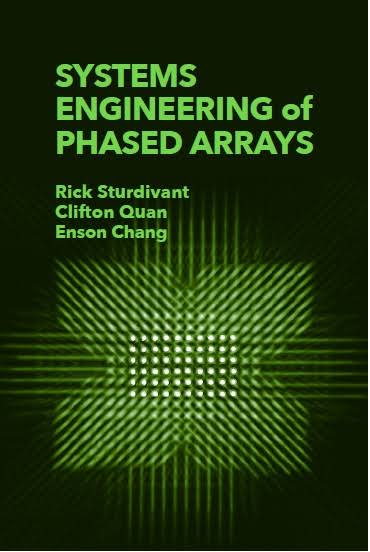 SYSTEMS
ENGINEERING of
PHASED ARRAYS
Rick Sturdivant
Clifton Quan
Enson Chang